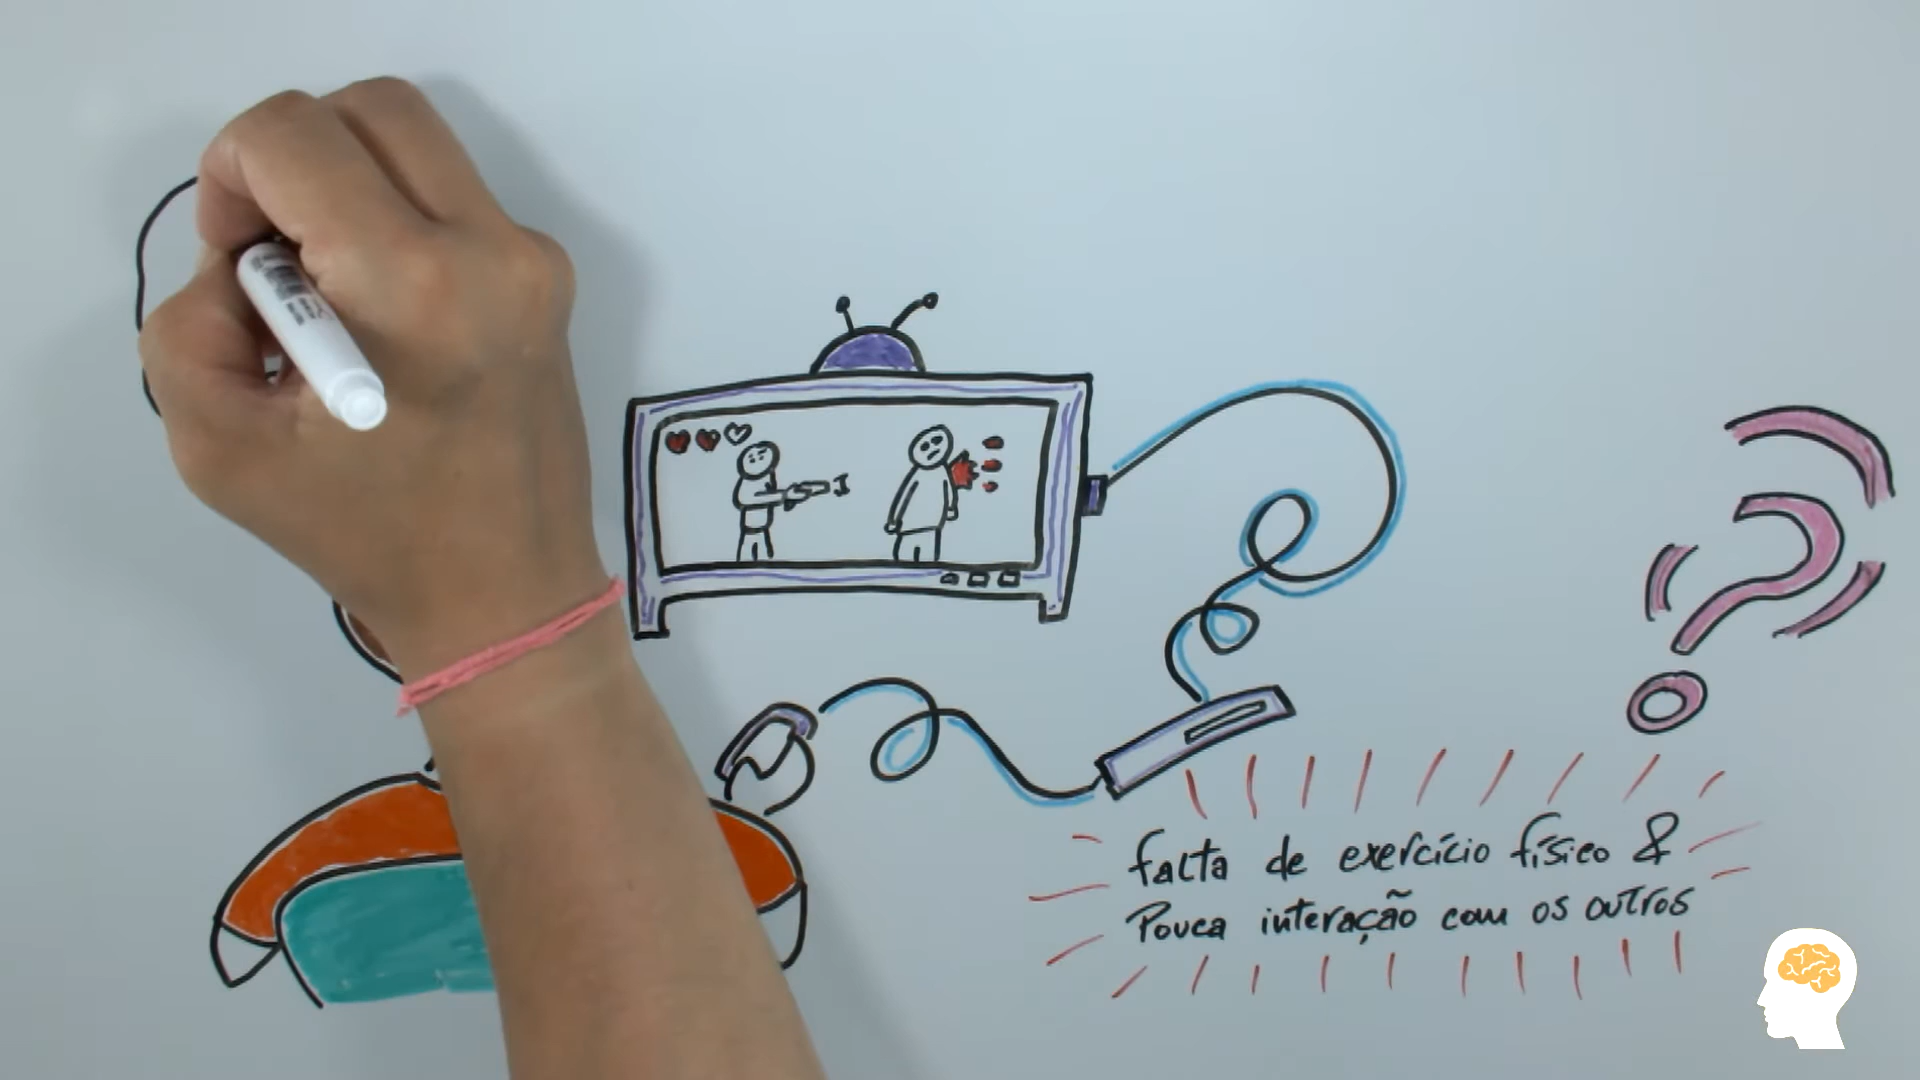 falta de exercício físico &
Pouca interação com os outros